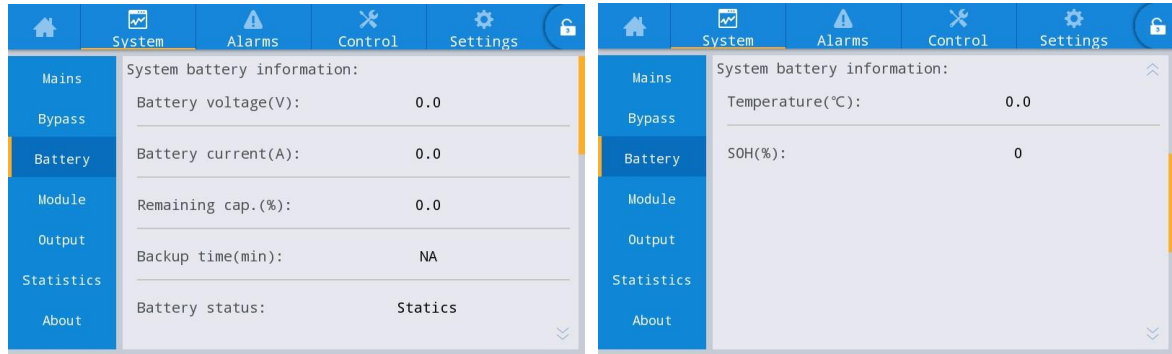 System Alarms Control Settings 3
Mains
Bypass
Battery
Module
Output
Statistics
About
System battery information:
Battery voltage(V): 0.0
Battery current(A): 0.0
Remaining cap.(%): 0.0
Backup time(min): NA
Battery status: Statics
System Alarms Control Settings 3
Mains
Bypass
Battery
Module
Output
Statistics
About
System battery information:
Temperature(℃): 0.0
SOH(%): 0